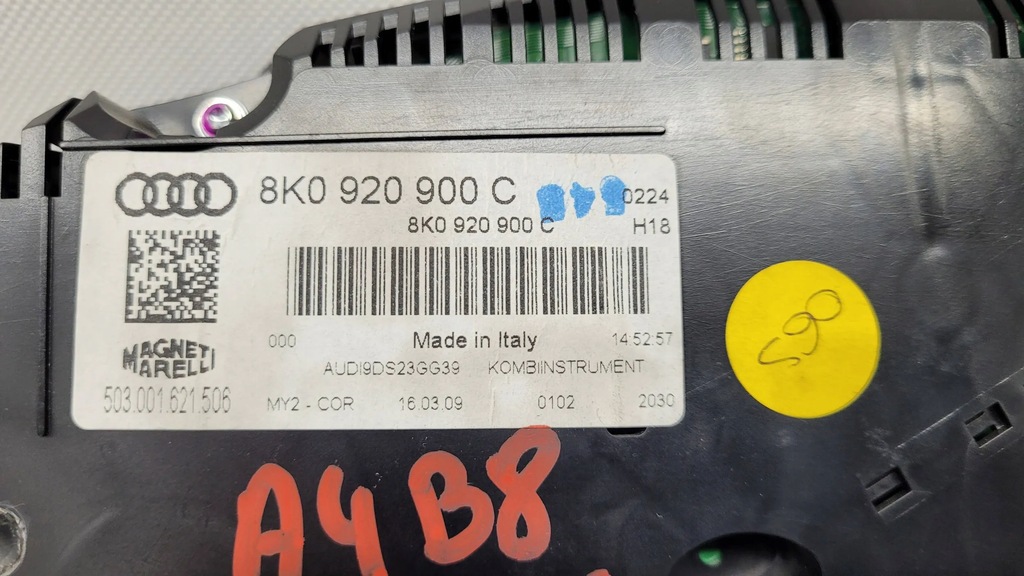 8K0 920 900 C 0224
8K0 920 900 C H18
000 Made in Italy 14:52:57
MAGNETI
MARELLI
AUDI9DS23GG39 KOMBIINSTRUMENT
503.001.621.506 MY2 - COR 16.03.09 0102 2030
A4 B8